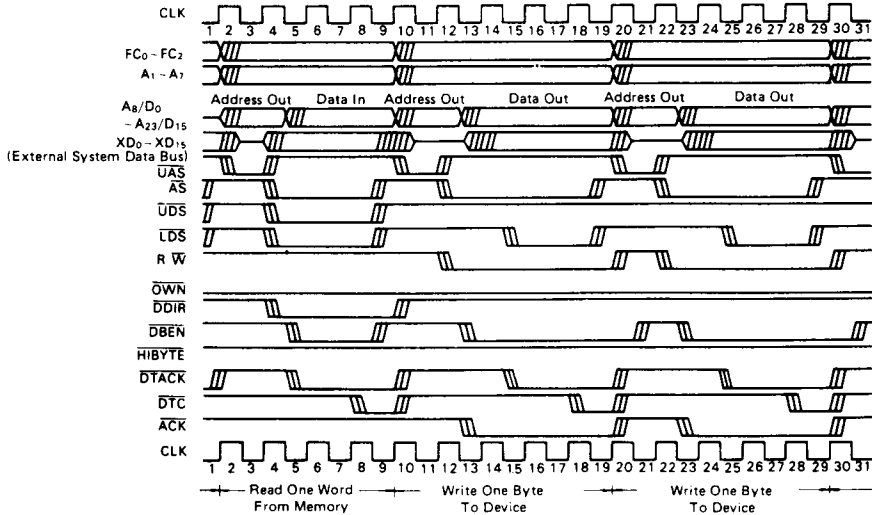 CLK
1 2 3 4 5 6 7 8 9 10 11 12 13 14 15 16 17 18 19 20 21 22 23 24 25 26 27 28 29 30 31
FC0 ~ FC2
A1 ~ A7
Address Out Data In Address Out Data Out Address Out Data Out
A8/D0
~ A23/D15
XD0 ~ XD15
(External System Data Bus)
UAS
AS
UDS
LDS
R W
OWN
DDIR
DBEN
HIBYTE
DTACK
DTC
ACK
CLK
1 2 3 4 5 6 7 8 9 10 11 12 13 14 15 16 17 18 19 20 21 22 23 24 25 26 27 28 29 30 31
Read One Word Write One Byte Write One Byte
From Memory To Device To Device